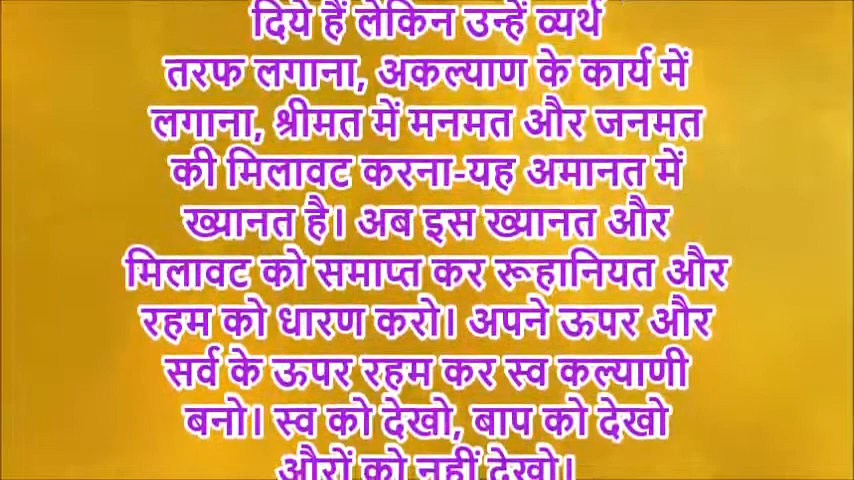 दिये हैं लेकिन उन्हें व्यर्थ
तरफ लगाना, अकल्याण के कार्य में
लगाना, श्रीमत में मनमत और जनमत
की मिलावट करना-यह अमानत में
ख्यानत है। अब इस ख्यानत और
मिलावट को समाप्त कर रूहानियत और
रहम को धारण करो। अपने ऊपर और
सर्व के ऊपर रहम कर स्व कल्याणी
बनो। स्व को देखो, बाप को देखो
औरों को नहीं देखो।